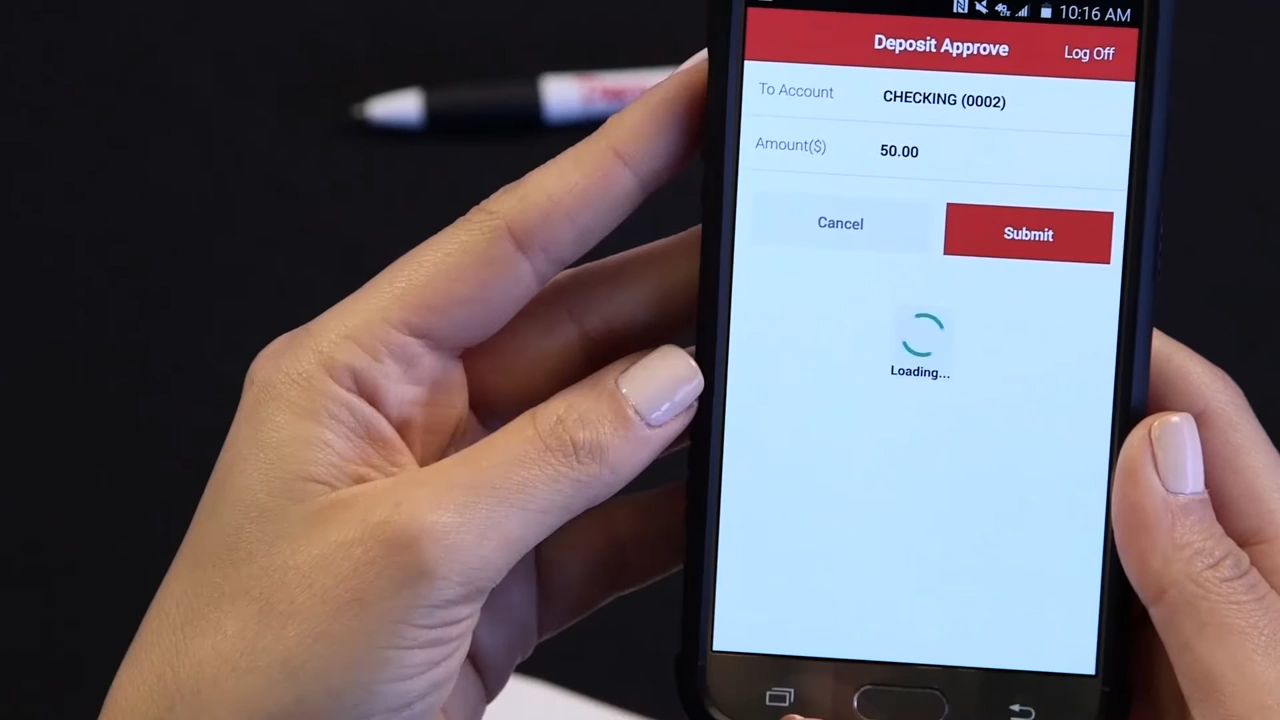 10:16 AM
Deposit Approve
Log Off
To Account
CHECKING (0002)
Amount($)
50.00
Cancel
Submit
Loading...